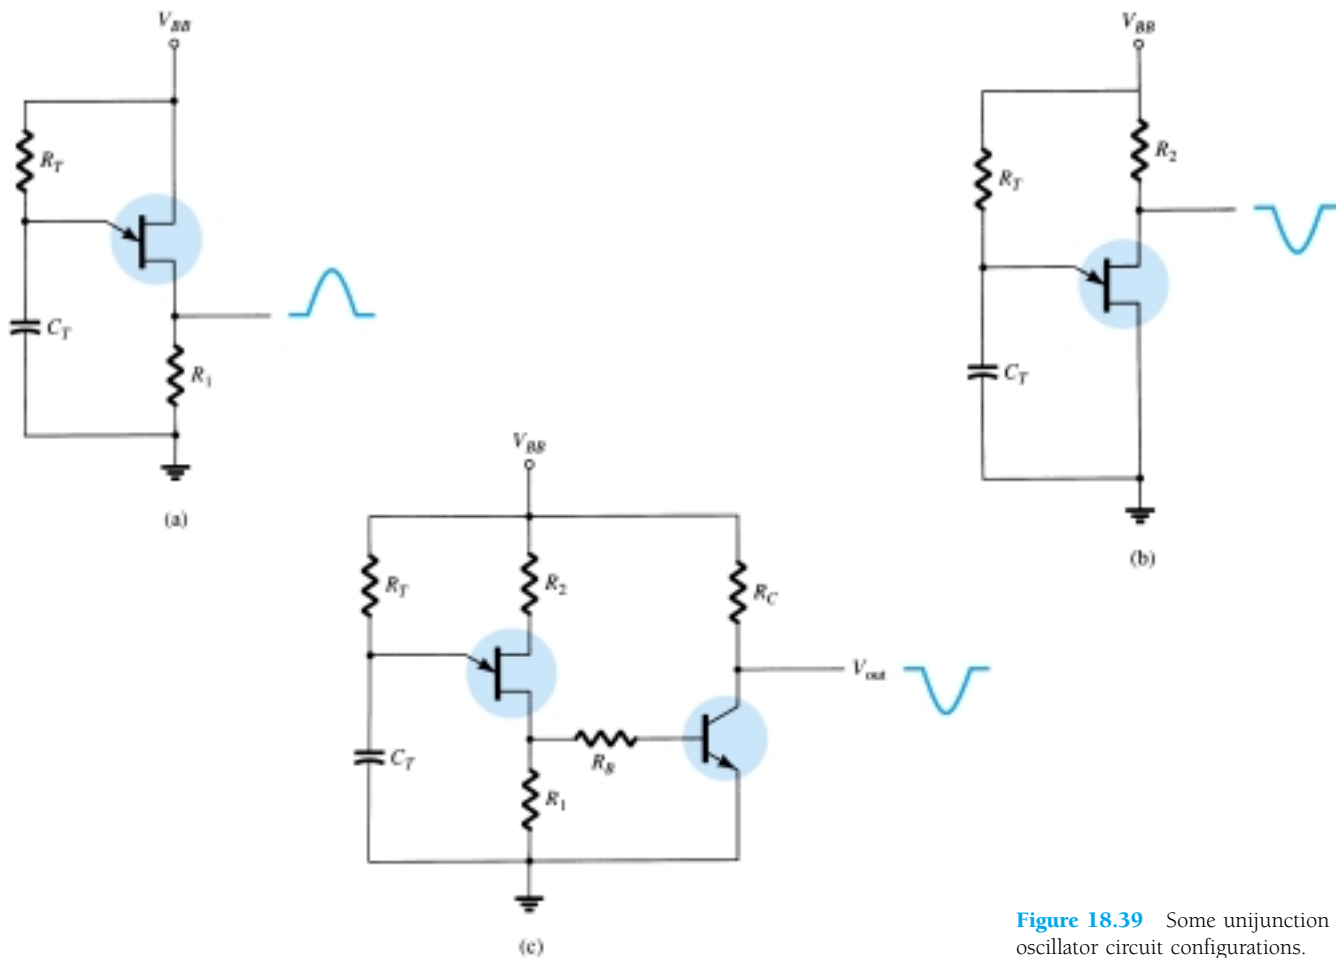 V_BB
R_T
C_T
R_1
(a)
V_BB
R_2
R_T
C_T
(b)
V_BB
R_T
R_2
R_C
V_out
C_T
R_B
R_1
(c)
Figure 18.39 Some unijunction
oscillator circuit configurations.